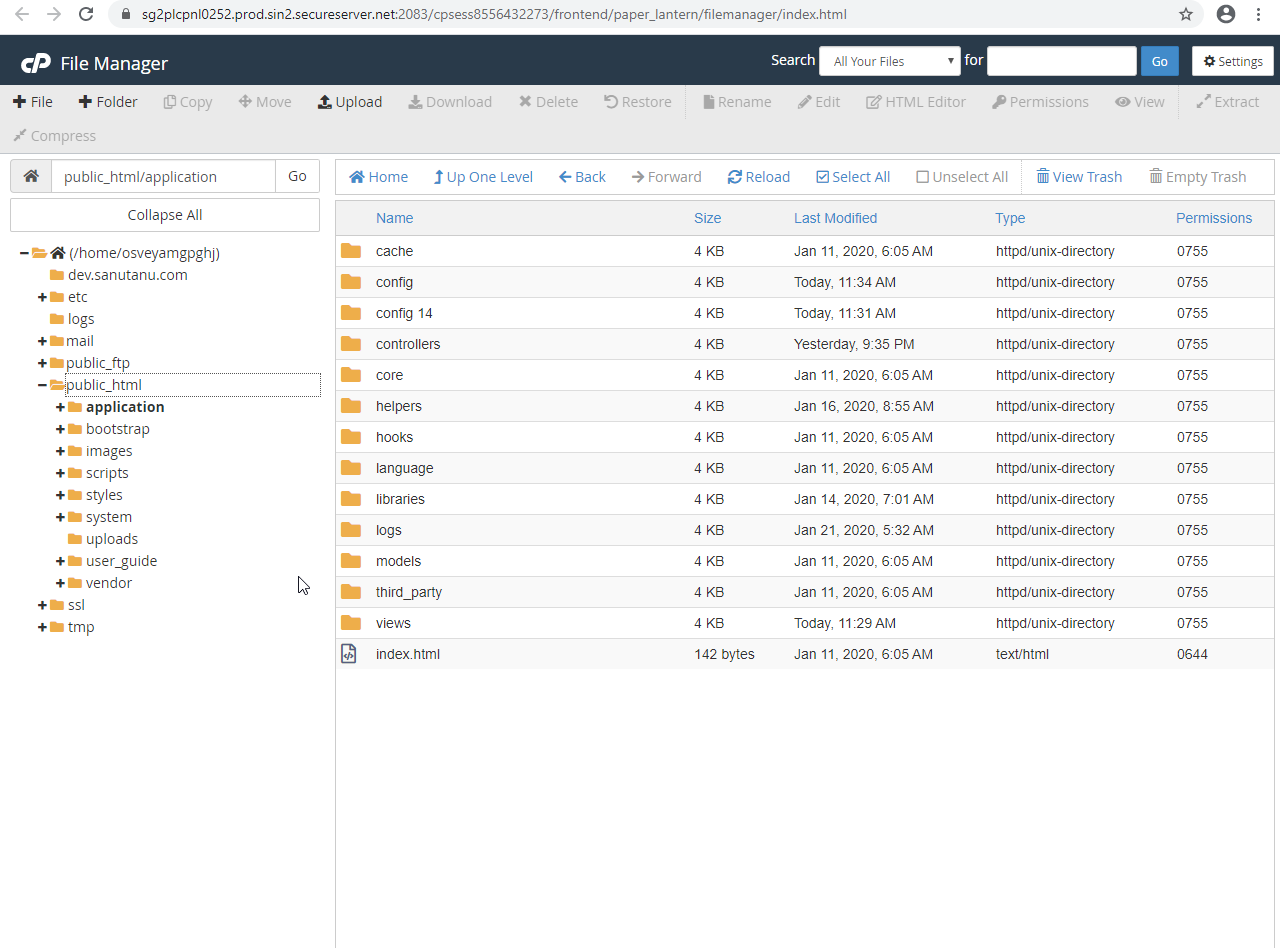 sg2plcpnl0252.prod.sin2.secureserver.net:2083/cpsess8556432273/frontend/paper_lantern/filemanager/index.html
cP File Manager
Search All Your Files for Go Settings
File Folder Copy Move Upload Download Delete Restore Rename Edit HTML Editor Permissions View Extract
Compress
public_html/application Go
Collapse All
(/home/osveyamgpghj)
dev.sanutanu.com
etc
logs
mail
public_ftp
public_html
application
bootstrap
images
scripts
styles
system
uploads
user_guide
vendor
ssl
tmp
Home Up One Level Back Forward Reload Select All Unselect All View Trash Empty Trash
Name Size Last Modified Type Permissions
cache 4 KB Jan 11, 2020, 6:05 AM httpd/unix-directory 0755
config 4 KB Today, 11:34 AM httpd/unix-directory 0755
config 14 4 KB Today, 11:31 AM httpd/unix-directory 0755
controllers 4 KB Yesterday, 9:35 PM httpd/unix-directory 0755
core 4 KB Jan 11, 2020, 6:05 AM httpd/unix-directory 0755
helpers 4 KB Jan 16, 2020, 8:55 AM httpd/unix-directory 0755
hooks 4 KB Jan 11, 2020, 6:05 AM httpd/unix-directory 0755
language 4 KB Jan 11, 2020, 6:05 AM httpd/unix-directory 0755
libraries 4 KB Jan 14, 2020, 7:01 AM httpd/unix-directory 0755
logs 4 KB Jan 21, 2020, 5:32 AM httpd/unix-directory 0755
models 4 KB Jan 11, 2020, 6:05 AM httpd/unix-directory 0755
third_party 4 KB Jan 11, 2020, 6:05 AM httpd/unix-directory 0755
views 4 KB Today, 11:29 AM httpd/unix-directory 0755
index.html 142 bytes Jan 11, 2020, 6:05 AM text/html 0644